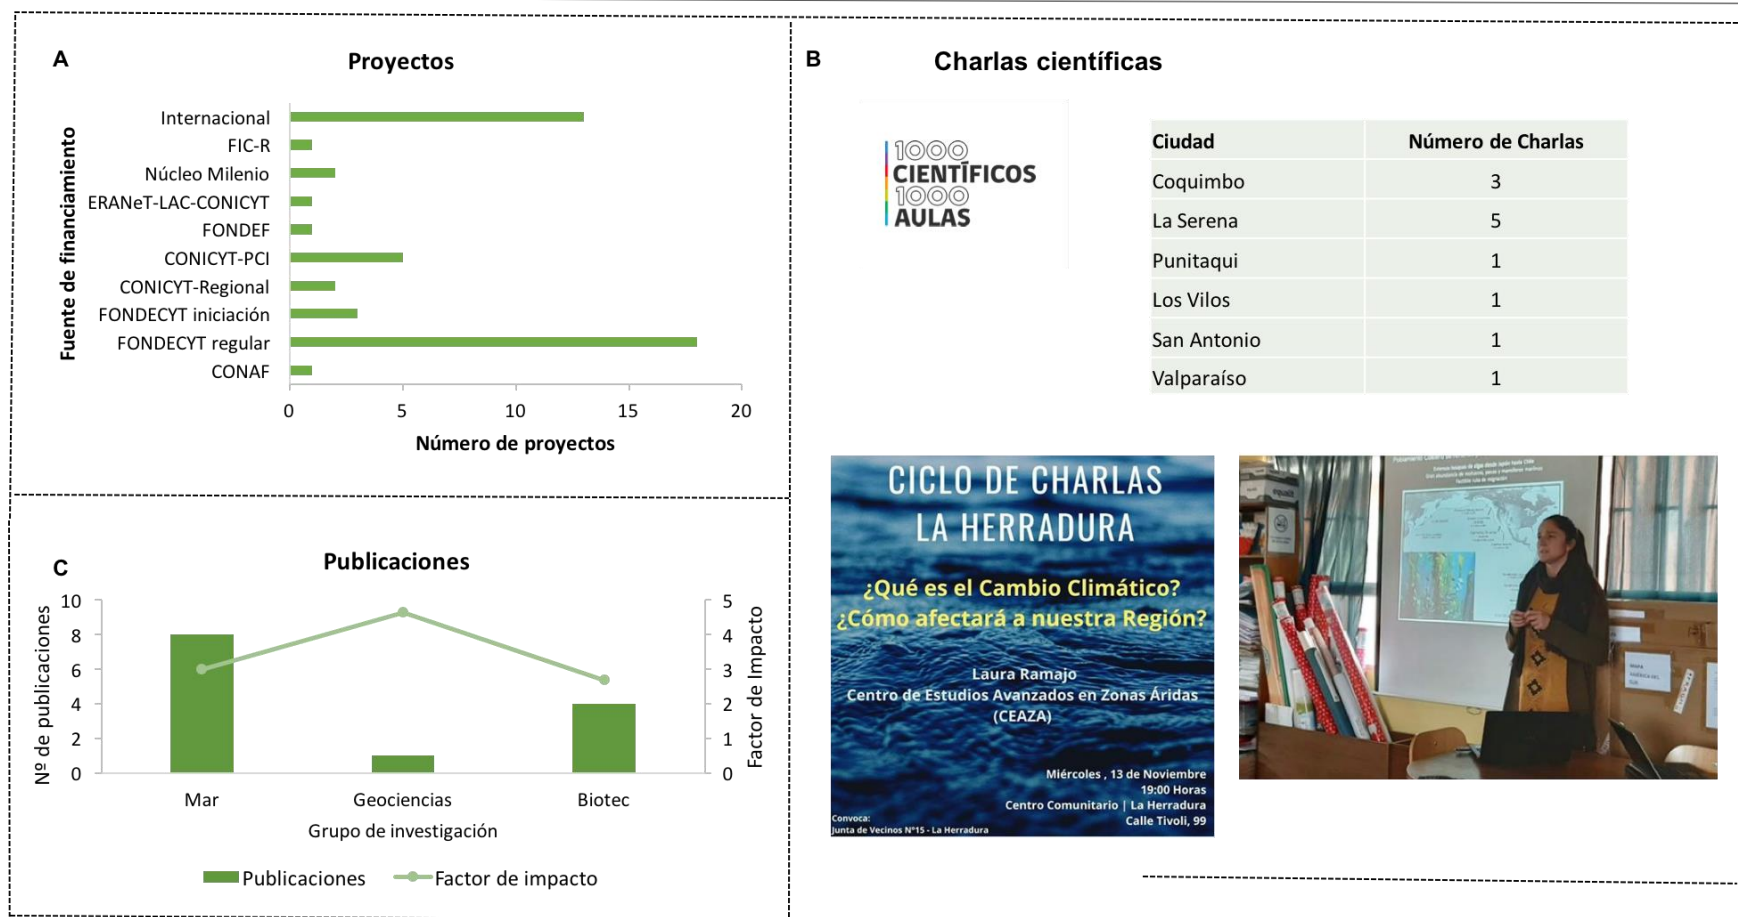 A
Proyectos
Fuente de financiamiento
Internacional
FIC-R
Núcleo Milenio
ERANeT-LAC-CONICYT
FONDEF
CONICYT-PCI
CONICYT-Regional
FONDECYT iniciación
FONDECYT regular
CONAF
0 5 10 15 20
Número de proyectos
B
Charlas científicas
1000
CIENTÍFICOS
1000
AULAS
Ciudad Número de Charlas
Coquimbo 3
La Serena 5
Punitaqui 1
Los Vilos 1
San Antonio 1
Valparaíso 1
C
Publicaciones
Nº de publicaciones
10
8
6
4
2
0
5
4
3
2
1
0
Factor de Impacto
Mar Geociencias Biotec
Grupo de investigación
Publicaciones Factor de impacto
CICLO DE CHARLAS
LA HERRADURA
¿Qué es el Cambio Climático?
¿Cómo afectará a nuestra Región?
Laura Ramajo
Centro de Estudios Avanzados en Zonas Áridas
(CEAZA)
Miércoles , 13 de Noviembre
19:00 Horas
Centro Comunitario | La Herradura
Calle Tivoli, 99
Convoca:
Junta de Vecinos Nº15 - La Herradura